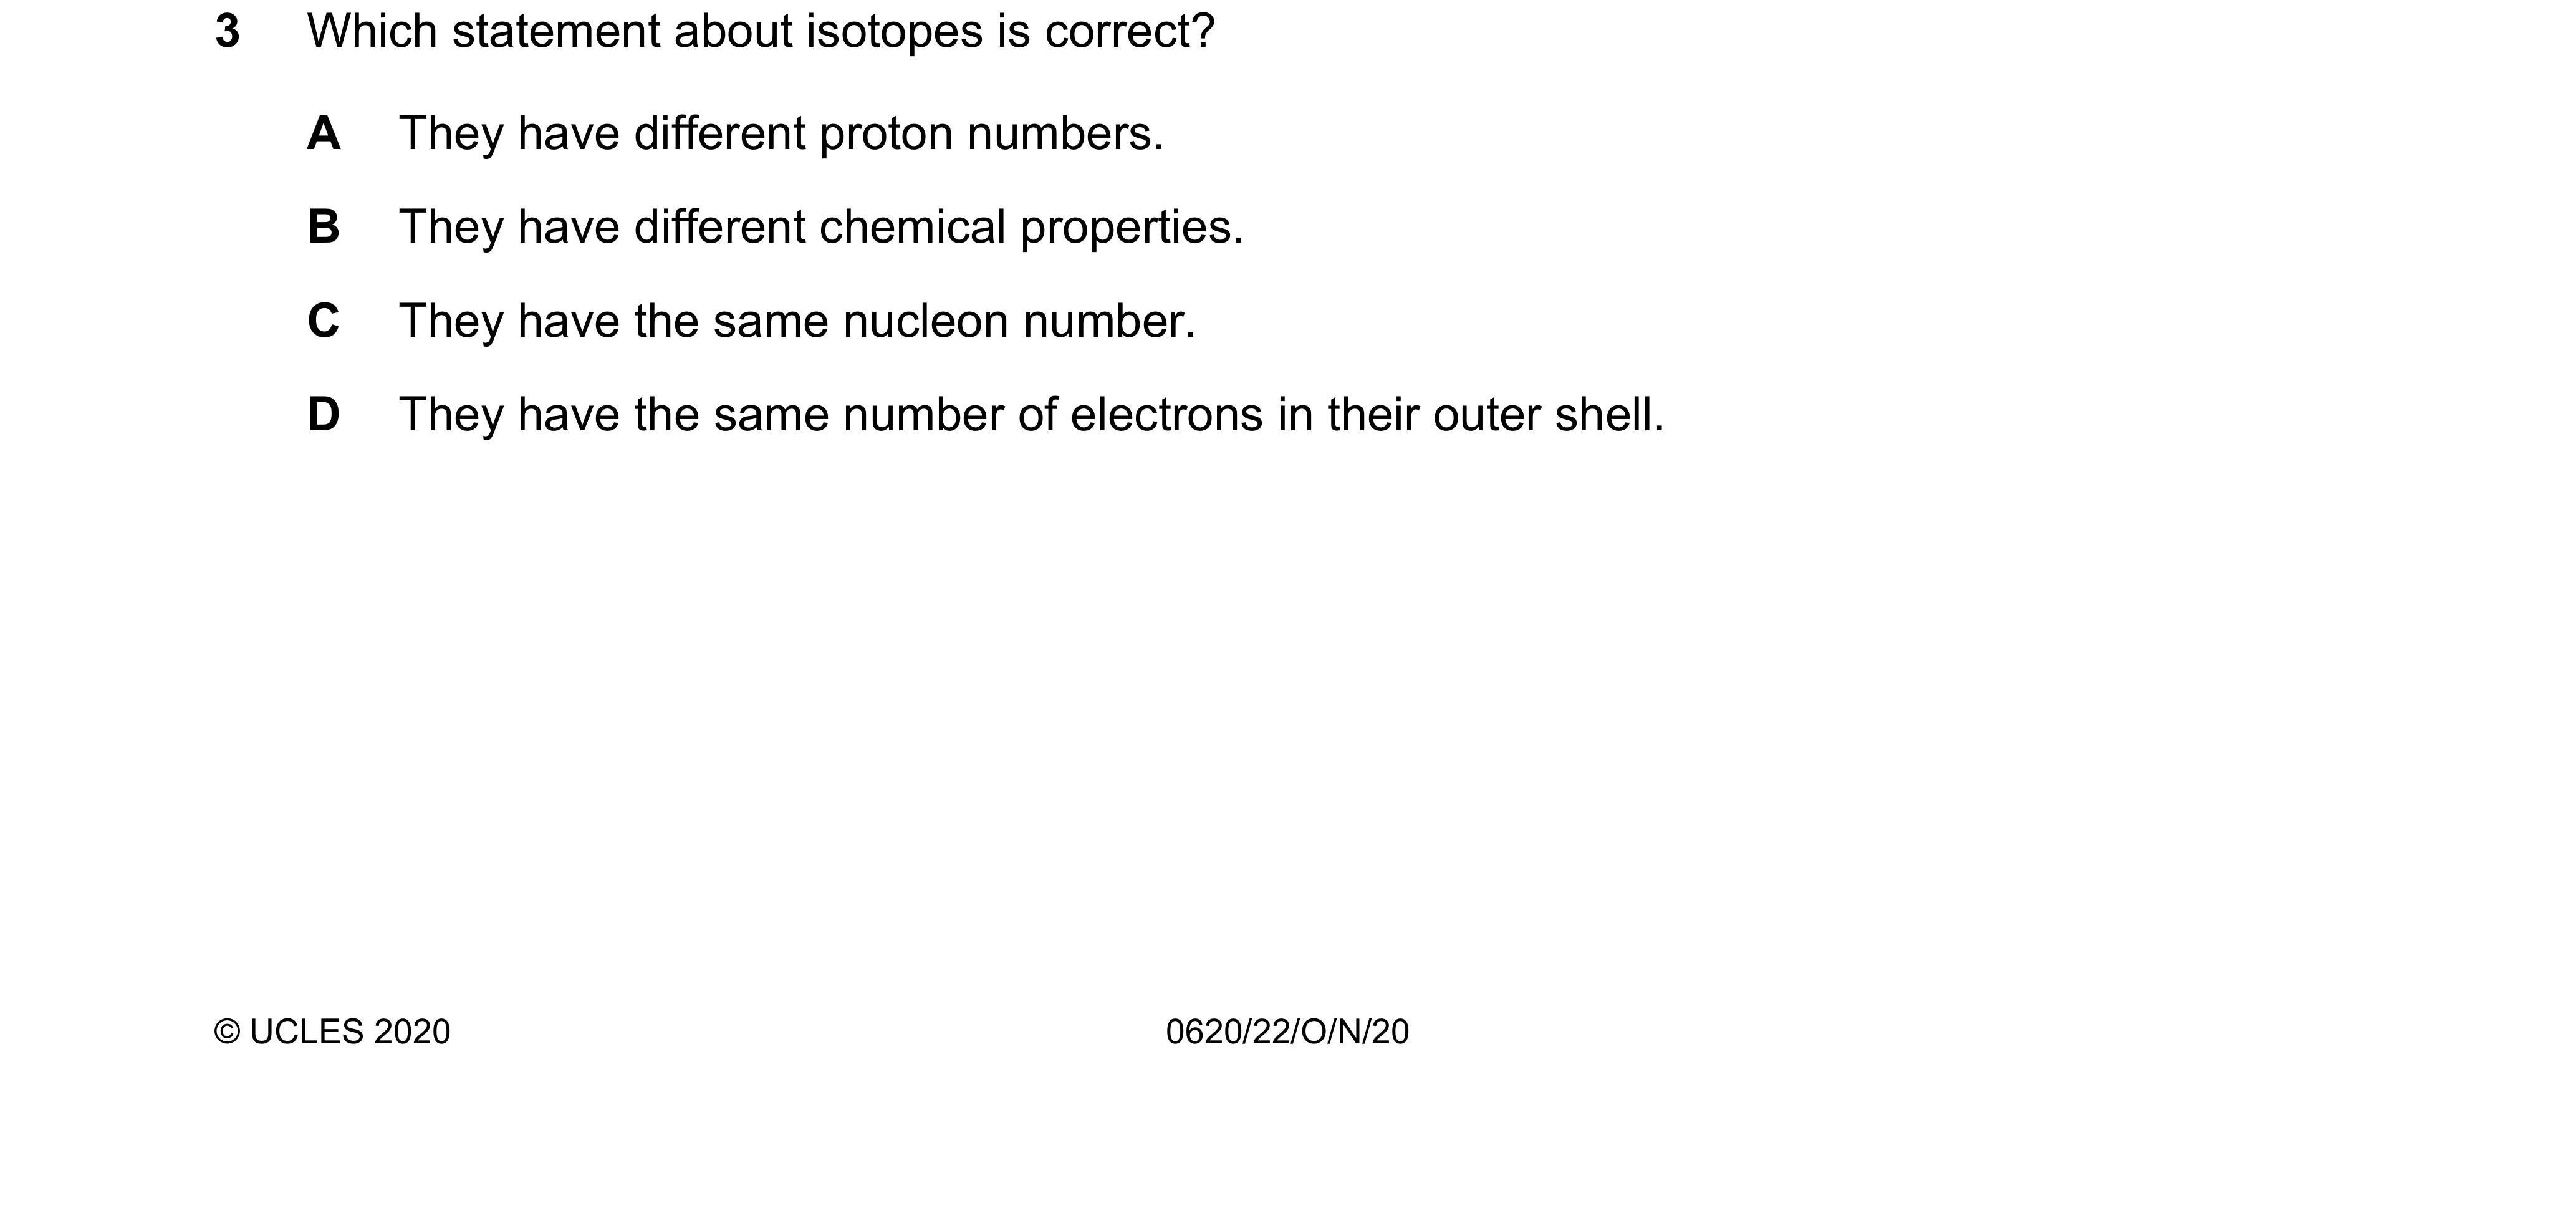 3 Which statement about isotopes is correct?
A They have different proton numbers.
B They have different chemical properties.
C They have the same nucleon number.
D They have the same number of electrons in their outer shell.
© UCLES 2020 0620/22/O/N/20